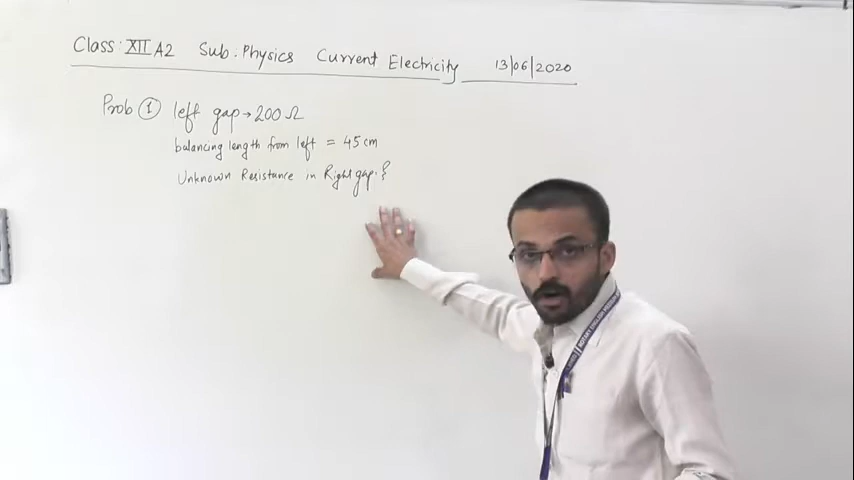 Class: XII A2 Sub: Physics Current Electricity 13/06/2020
Prob ① left gap → 200 Ω
balancing length from left = 45 cm
Unknown Resistance in Right gap ?